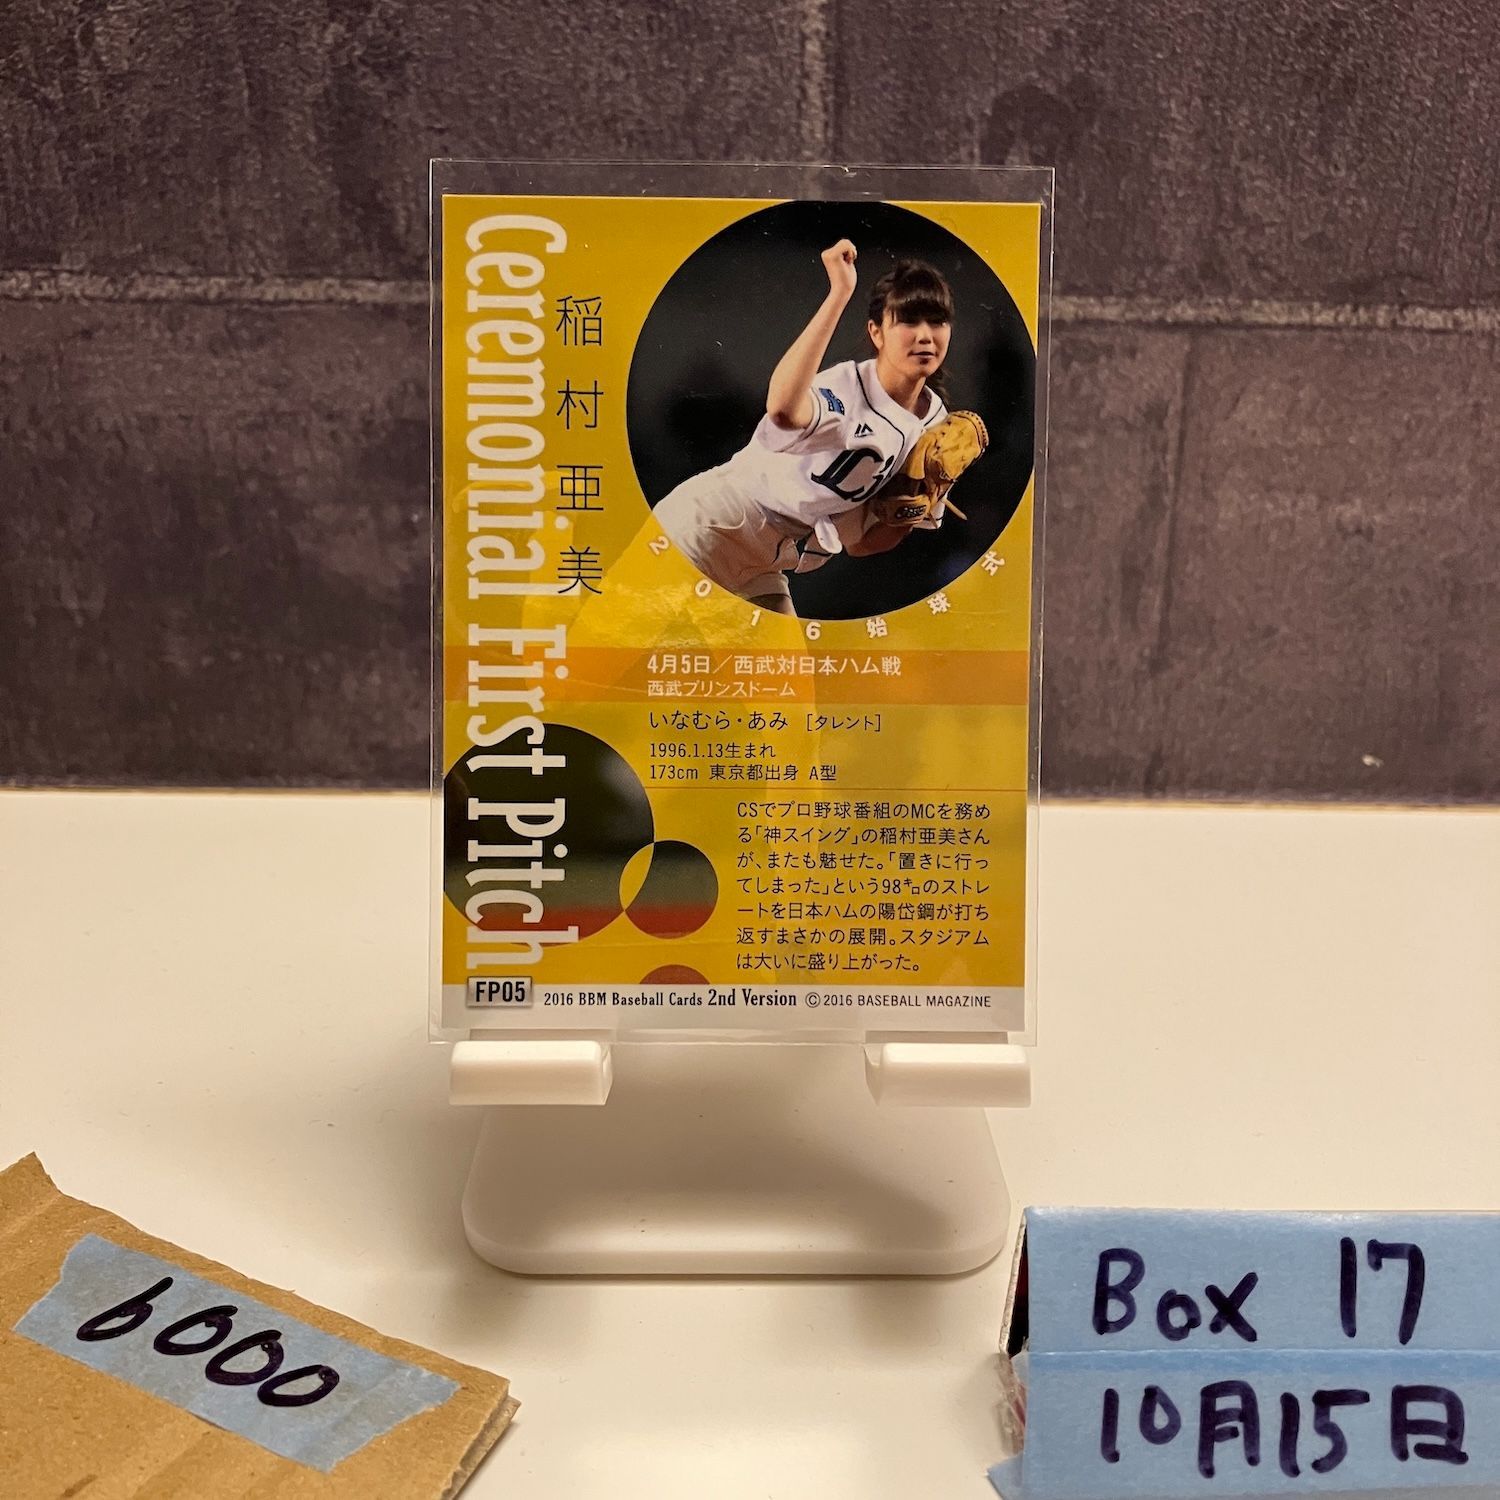 Ceremonial First Pitch
稲村亜美
2016始球式
4月5日／西武対日本ハム戦
西武プリンスドーム
いなむら・あみ [タレント]
1996.1.13生まれ
173cm 東京都出身 A型
CSでプロ野球番組のMCを務め
る「神スイング」の稲村亜美さん
が、またも魅せた。「置きに行っ
てしまった」という98㌔のストレ
ートを日本ハムの陽岱鋼が打ち
返すまさかの展開。スタジアム
は大いに盛り上がった。
FP05 2016 BBM Baseball Cards 2nd Version ©2016 BASEBALL MAGAZINE
6000
Box 17
10月15日